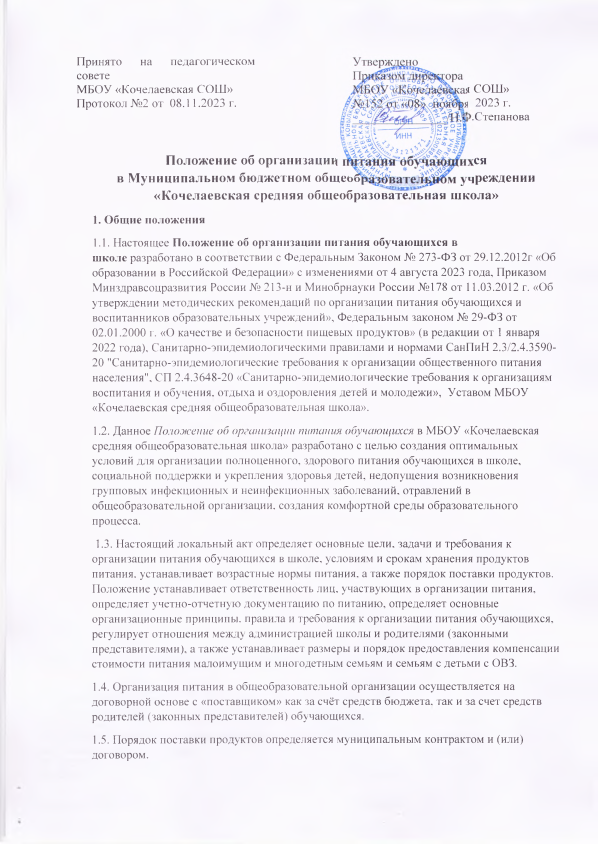 Принято на педагогическом
совете
МБОУ «Кочелаевская СОШ»
Протокол №2 от 08.11.2023 г.
Утверждено
Приказом директора
МБОУ «Кочелаевская СОШ»
№152 от «08» ноября 2023 г.
Н.Ф.Степанова
ИНН
Положение об организации питания обучающихся
в Муниципальном бюджетном общеобразовательном учреждении
«Кочелаевская средняя общеобразовательная школа»
1. Общие положения
1.1. Настоящее Положение об организации питания обучающихся в
школе разработано в соответствии с Федеральным Законом № 273-ФЗ от 29.12.2012г «Об
образовании в Российской Федерации» с изменениями от 4 августа 2023 года, Приказом
Минздравсоцразвития России № 213-н и Минобрнауки России №178 от 11.03.2012 г. «Об
утверждении методических рекомендаций по организации питания обучающихся и
воспитанников образовательных учреждений», Федеральным законом № 29-ФЗ от
02.01.2000 г. «О качестве и безопасности пищевых продуктов» (в редакции от 1 января
2022 года), Санитарно-эпидемиологическими правилами и нормами СанПиН 2.3/2.4.3590-
20 "Санитарно-эпидемиологические требования к организации общественного питания
населения", СП 2.4.3648-20 «Санитарно-эпидемиологические требования к организациям
воспитания и обучения, отдыха и оздоровления детей и молодежи», Уставом МБОУ
«Кочелаевская средняя общеобразовательная школа».
1.2. Данное Положение об организации питания обучающихся в МБОУ «Кочелаевская
средняя общеобразовательная школа» разработано с целью создания оптимальных
условий для организации полноценного, здорового питания обучающихся в школе,
социальной поддержки и укрепления здоровья детей, недопущения возникновения
групповых инфекционных и неинфекционных заболеваний, отравлений в
общеобразовательной организации, создания комфортной среды образовательного
процесса.
1.3. Настоящий локальный акт определяет основные цели, задачи и требования к
организации питания обучающихся в школе, условиям и срокам хранения продуктов
питания, устанавливает возрастные нормы питания, а также порядок поставки продуктов.
Положение устанавливает ответственность лиц, участвующих в организации питания,
определяет учетно-отчетную документацию по питанию, определяет основные
организационные принципы, правила и требования к организации питания обучающихся,
регулирует отношения между администрацией школы и родителями (законными
представителями), а также устанавливает размеры и порядок предоставления компенсации
стоимости питания малоимущим и многодетным семьям и семьям с детьми с ОВЗ.
1.4. Организация питания в общеобразовательной организации осуществляется на
договорной основе с «поставщиком» как за счёт средств бюджета, так и за счет средств
родителей (законных представителей) обучающихся.
1.5. Порядок поставки продуктов определяется муниципальным контрактом и (или)
договором.